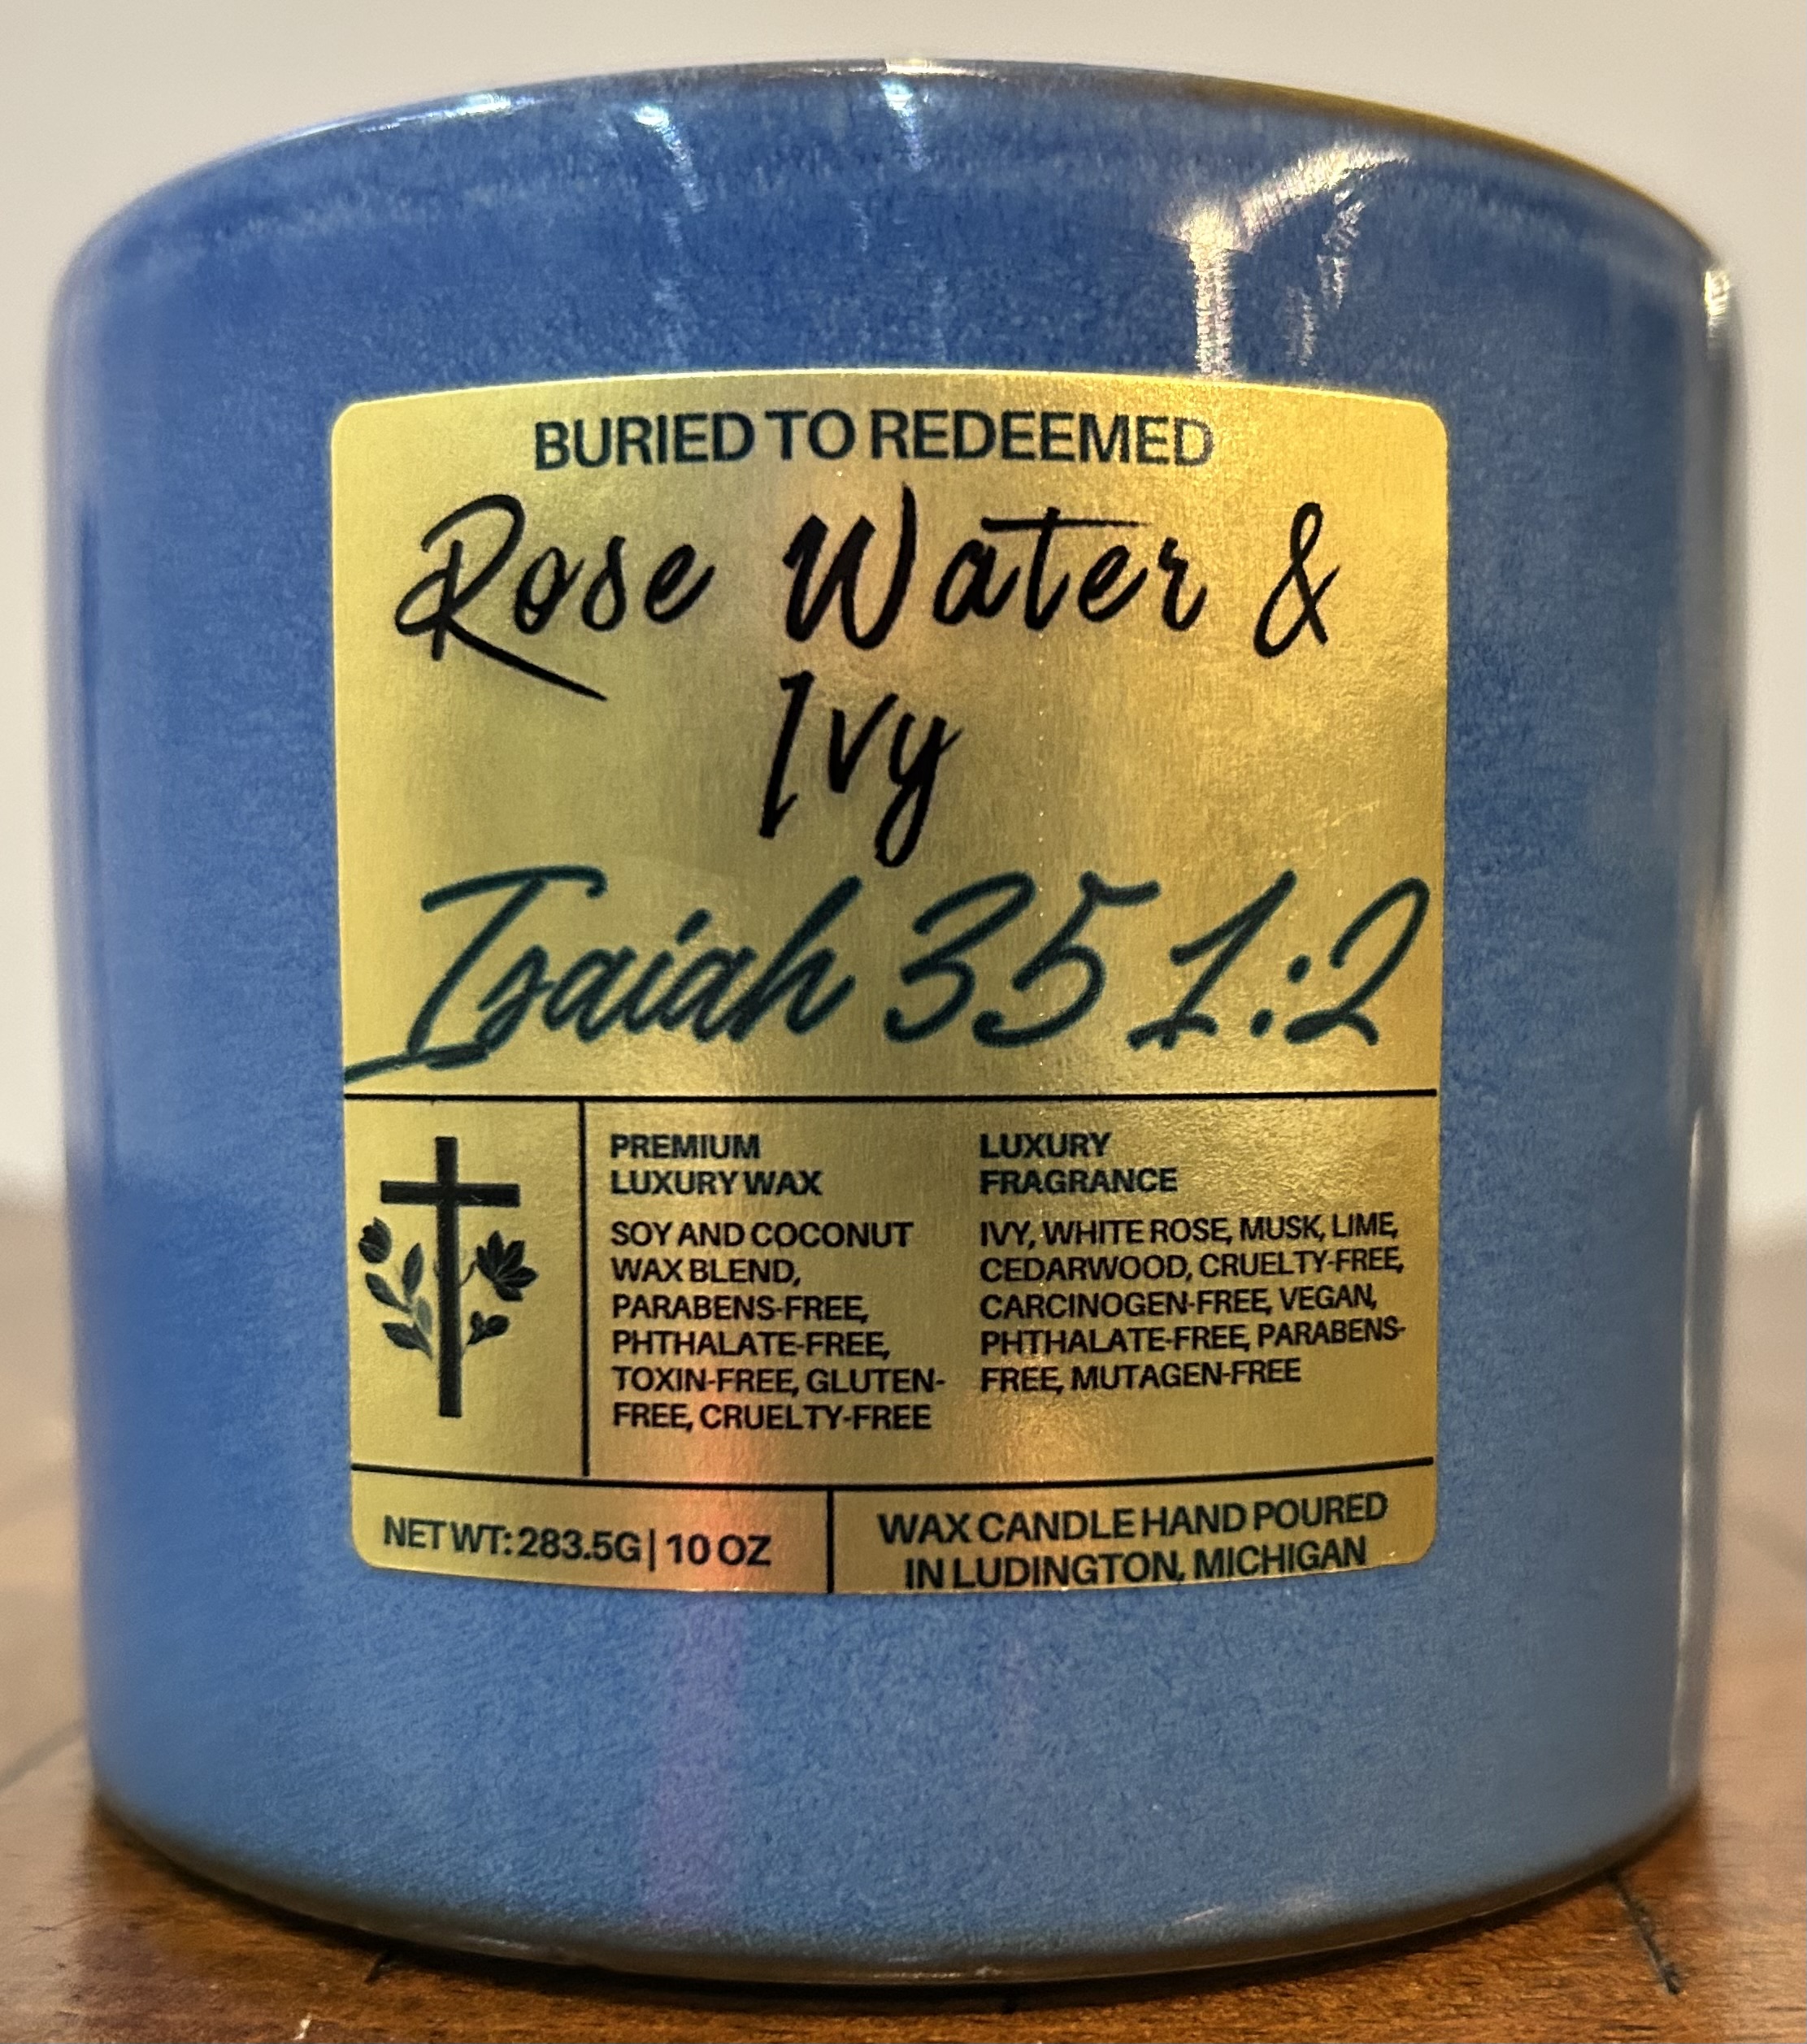 BURIED TO REDEEMED
Rose Water &
Ivy
Isaiah 35 1:2
PREMIUM
LUXURY WAX
SOY AND COCONUT
WAX BLEND,
PARABENS-FREE,
PHTHALATE-FREE,
TOXIN-FREE, GLUTEN-
FREE, CRUELTY-FREE
LUXURY
FRAGRANCE
IVY, WHITE ROSE, MUSK, LIME,
CEDARWOOD, CRUELTY-FREE,
CARCINOGEN-FREE, VEGAN,
PHTHALATE-FREE, PARABENS-
FREE, MUTAGEN-FREE
NET WT: 283.5G | 10 OZ
WAX CANDLE HAND POURED
IN LUDINGTON, MICHIGAN